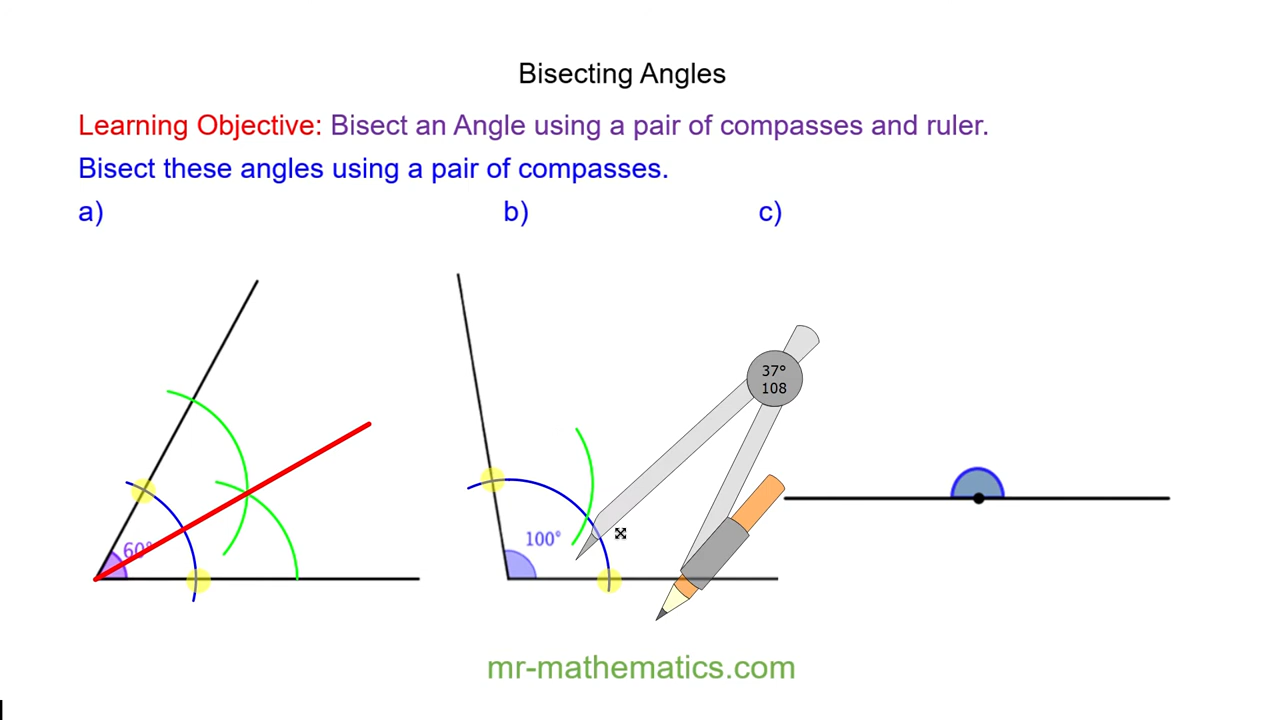 Bisecting Angles
Learning Objective: Bisect an Angle using a pair of compasses and ruler.
Bisect these angles using a pair of compasses.
a) b) c)
37°
108
60°
100°
mr-mathematics.com